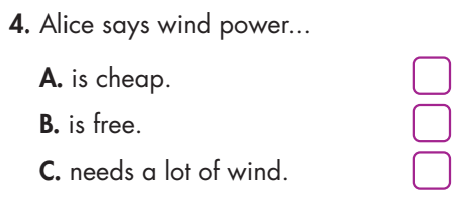 4. Alice says wind power...
A. is cheap.
B. is free.
C. needs a lot of wind.